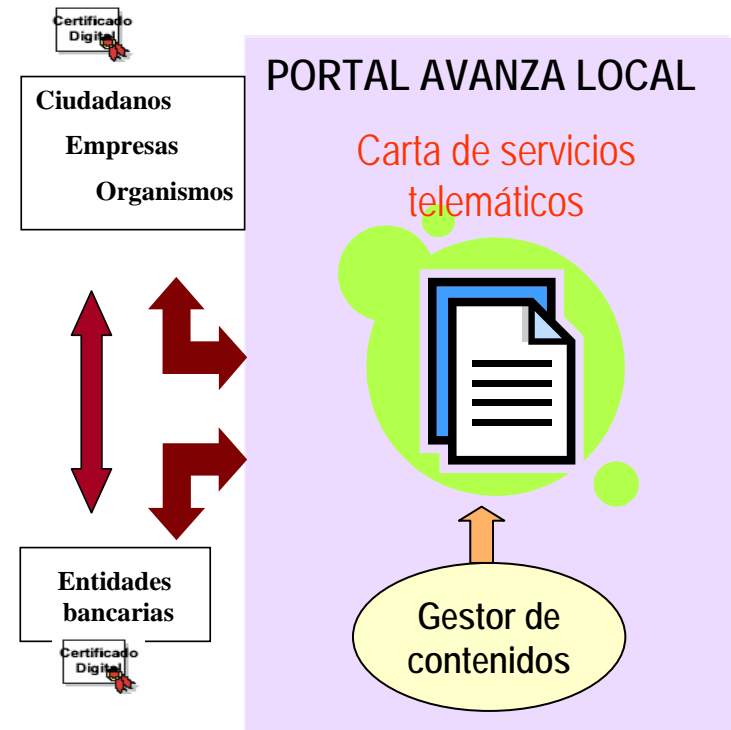 Certificado
Digital
Ciudadanos
Empresas
Organismos
PORTAL AVANZA LOCAL
Carta de servicios
telemáticos
Entidades
bancarias
Certificado
Digital
Gestor de
contenidos